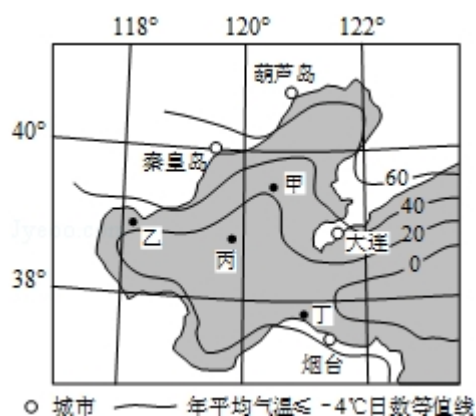 118° 120° 122°
葫芦岛
40°
秦皇岛
甲
60
40
乙
大连
20
丙
0
38°
丁
烟台
城市 年平均气温≤ -4℃日数等值线